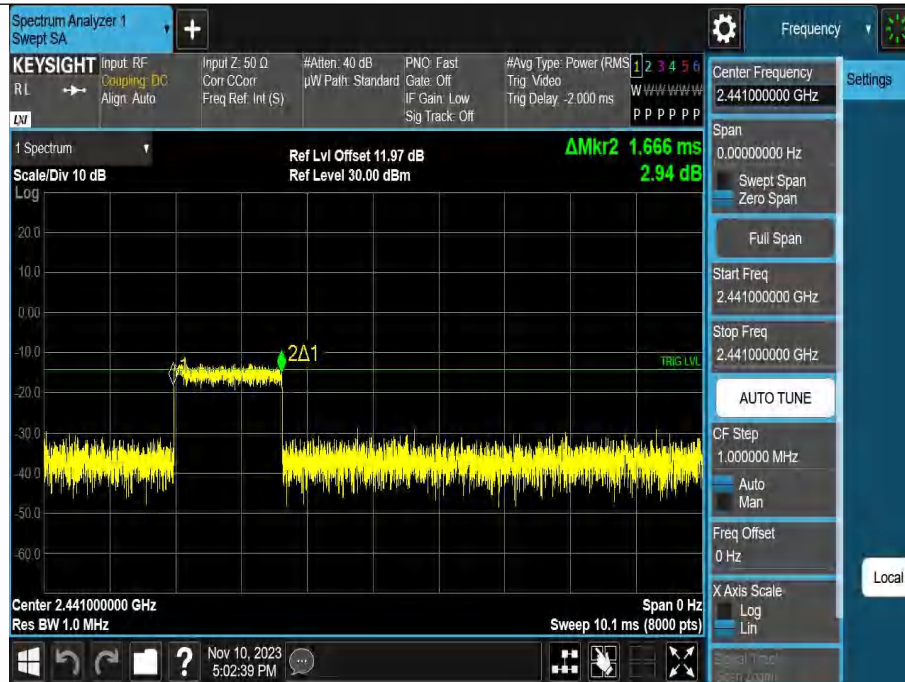 Spectrum Analyzer 1
Swept SA
Frequency
KEYSIGHT
RL
LXI
Input: RF
Coupling: DC
Align: Auto
Input Z: 50 Ω
Corr CCorr
Freq Ref: Int (S)
#Atten: 40 dB
µW Path: Standard
PNO: Fast
Gate: Off
IF Gain: Low
Sig Track: Off
#Avg Type: Power (RMS
Trig: Video
Trig Delay: -2.000 ms
1 2 3 4 5 6
W W W W W W
P P P P P P
1 Spectrum
Scale/Div 10 dB
Log
Ref Lvl Offset 11.97 dB
Ref Level 30.00 dBm
ΔMkr2 1.666 ms
2.94 dB
20.0
10.0
0.00
-10.0
-20.0
-30.0
-40.0
-50.0
-60.0
1
2Δ1
TRIG LVL
Center 2.441000000 GHz
Res BW 1.0 MHz
Span 0 Hz
Sweep 10.1 ms (8000 pts)
Nov 10, 2023
5:02:39 PM
Center Frequency
2.441000000 GHz
Span
0.00000000 Hz
Swept Span
Zero Span
Full Span
Start Freq
2.441000000 GHz
Stop Freq
2.441000000 GHz
AUTO TUNE
CF Step
1.000000 MHz
Auto
Man
Freq Offset
0 Hz
X Axis Scale
Log
Lin
Settings
Local